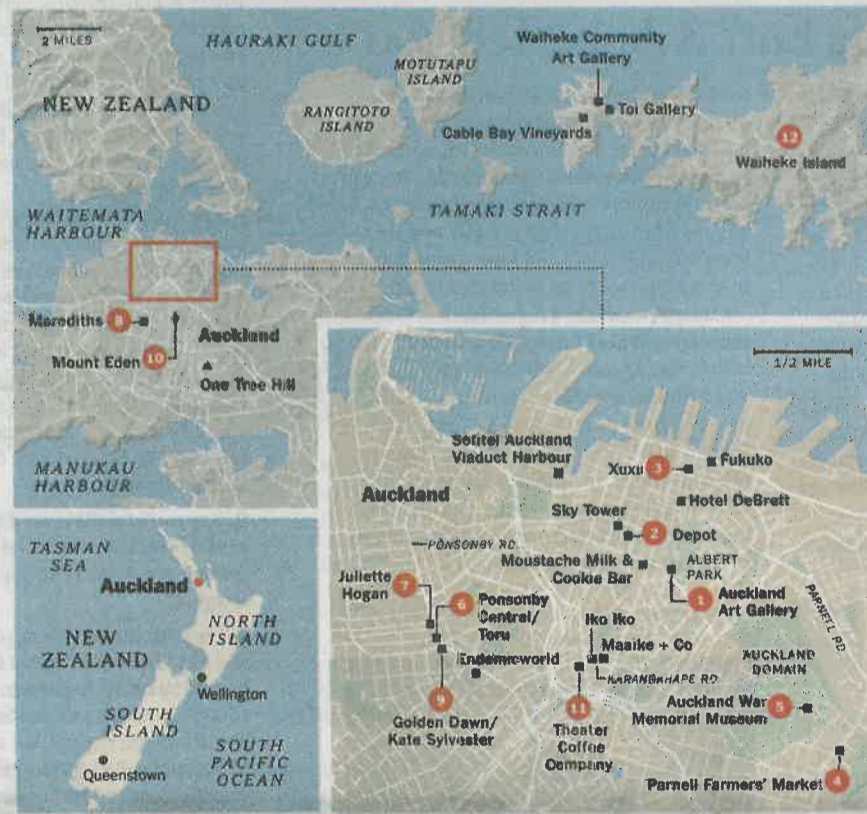 2 MILES
HAURAKI GULF
MOTUTAPU
ISLAND
RANGITOTO
ISLAND
NEW ZEALAND
Waiheke Community
Art Gallery
Toi Gallery
Cable Bay Vineyards
12
Waiheke Island
WAITEMATA
HARBOUR
TAMAKI STRAIT
Merediths 8
Auckland
Mount Eden 10
One Tree Hill
MANUKAU
HARBOUR
TASMAN
SEA
Auckland
NORTH
ISLAND
NEW
ZEALAND
Wellington
SOUTH
ISLAND
SOUTH
PACIFIC
OCEAN
Queenstown
1/2 MILE
Sofitel Auckland
Viaduct Harbour
Xuxu 3
Fukuko
Auckland
Hotel DeBrett
Sky Tower
2 Depot
PONSONBY RD.
Moustache Milk &
Cookie Bar
ALBERT
PARK
PARNELL RD.
Juliette
Hogan
7
6
Ponsonby
Central/
Toru
1
Auckland
Art Gallery
Iko Iko
Maaike + Co
Endemicworld
KARANGAHAPE RD
AUCKLAND
DOMAIN
9
Golden Dawn/
Kate Sylvester
11
Theater
Coffee
Company
Auckland War
Memorial Museum
5
Parnell Farmers' Market 4